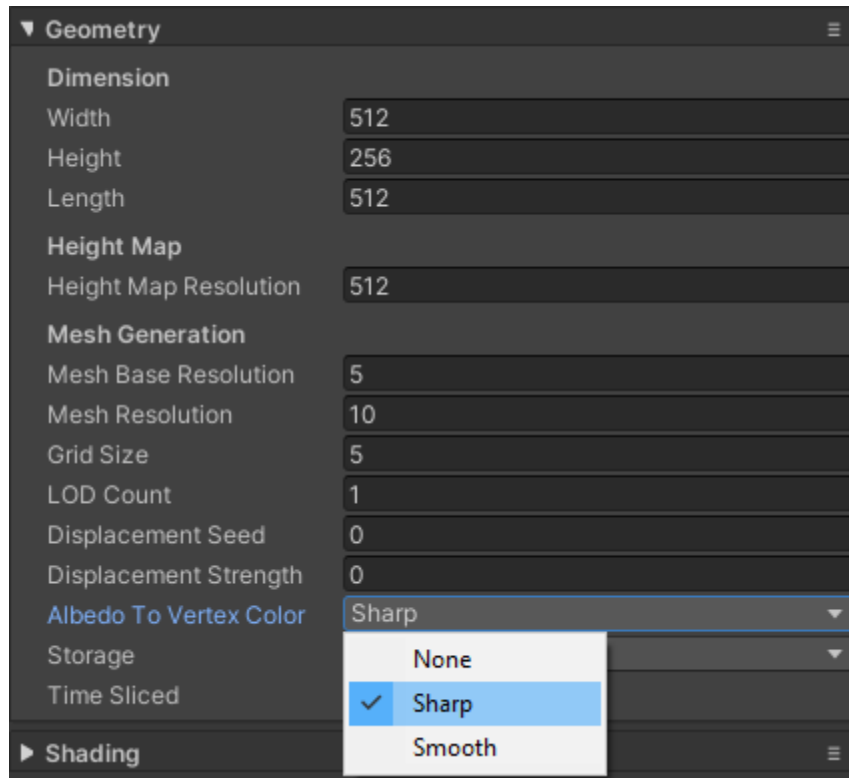 Geometry
Dimension
Width 512
Height 256
Length 512
Height Map
Height Map Resolution 512
Mesh Generation
Mesh Base Resolution 5
Mesh Resolution 10
Grid Size 5
LOD Count 1
Displacement Seed 0
Displacement Strength 0
Albedo To Vertex Color Sharp
Storage
None
Sharp
Time Sliced
Smooth
Shading